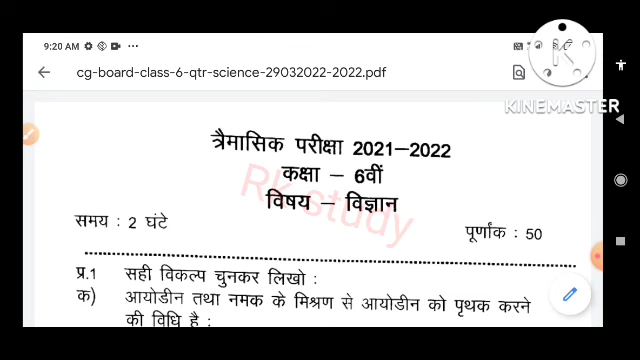 9:20 AM
cg-board-class-6-qtr-science-29032022-2022.pdf
KINEMASTER
त्रैमासिक परीक्षा 2021–2022
कक्षा – 6वीं
विषय – विज्ञान
Rk study
समय : 2 घंटे
पूर्णांक : 50
प्र.1 सही विकल्प चुनकर लिखो :
क) आयोडीन तथा नमक के मिश्रण से आयोडीन को पृथक करने
की विधि है :